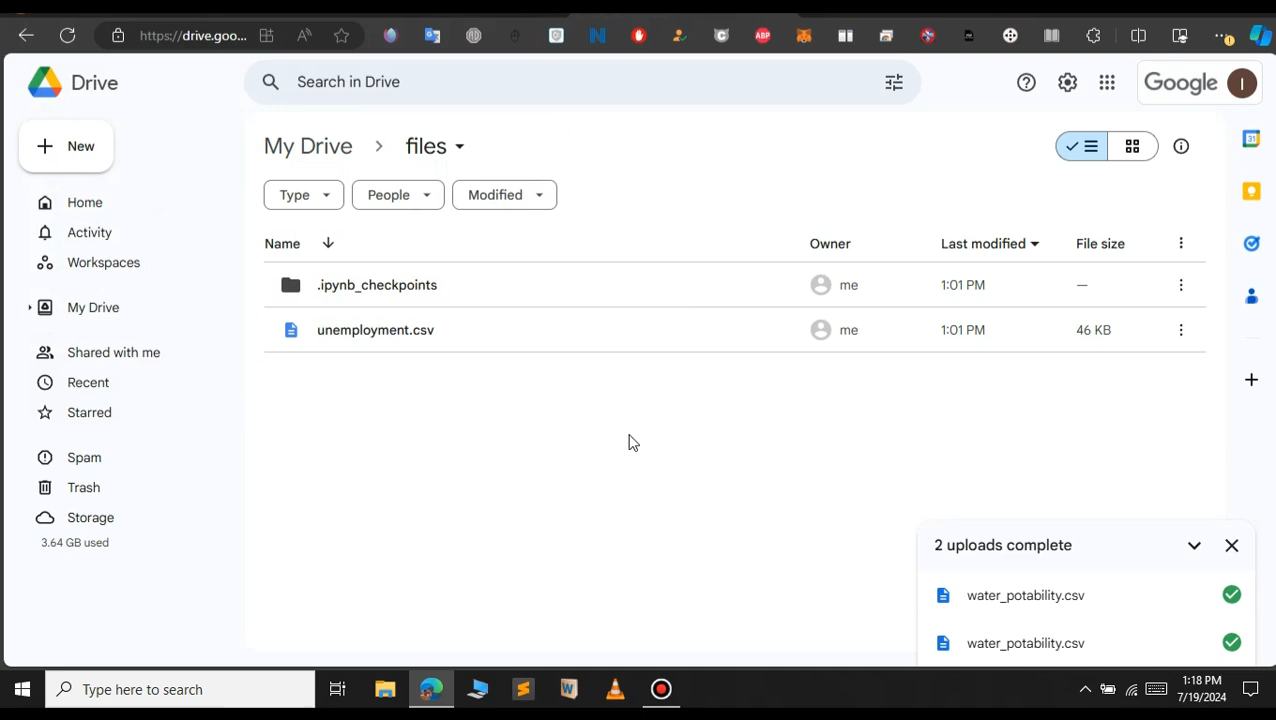 https://drive.goo...
Drive
Search in Drive
Google
I
New
My Drive > files
31
Type
People
Modified
Home
Activity
Workspaces
My Drive
Shared with me
Recent
Starred
Spam
Trash
Storage
3.64 GB used
Name
Owner
Last modified
File size
.ipynb_checkpoints
me
1:01 PM
—
unemployment.csv
me
1:01 PM
46 KB
2 uploads complete
water_potability.csv
water_potability.csv
Type here to search
1:18 PM
7/19/2024